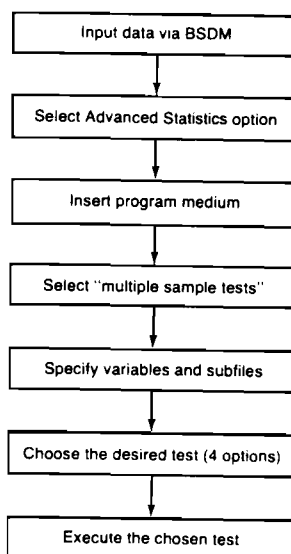 Input data via BSDM
Select Advanced Statistics option
Insert program medium
Select "multiple sample tests"
Specify variables and subfiles
Choose the desired test (4 options)
Execute the chosen test